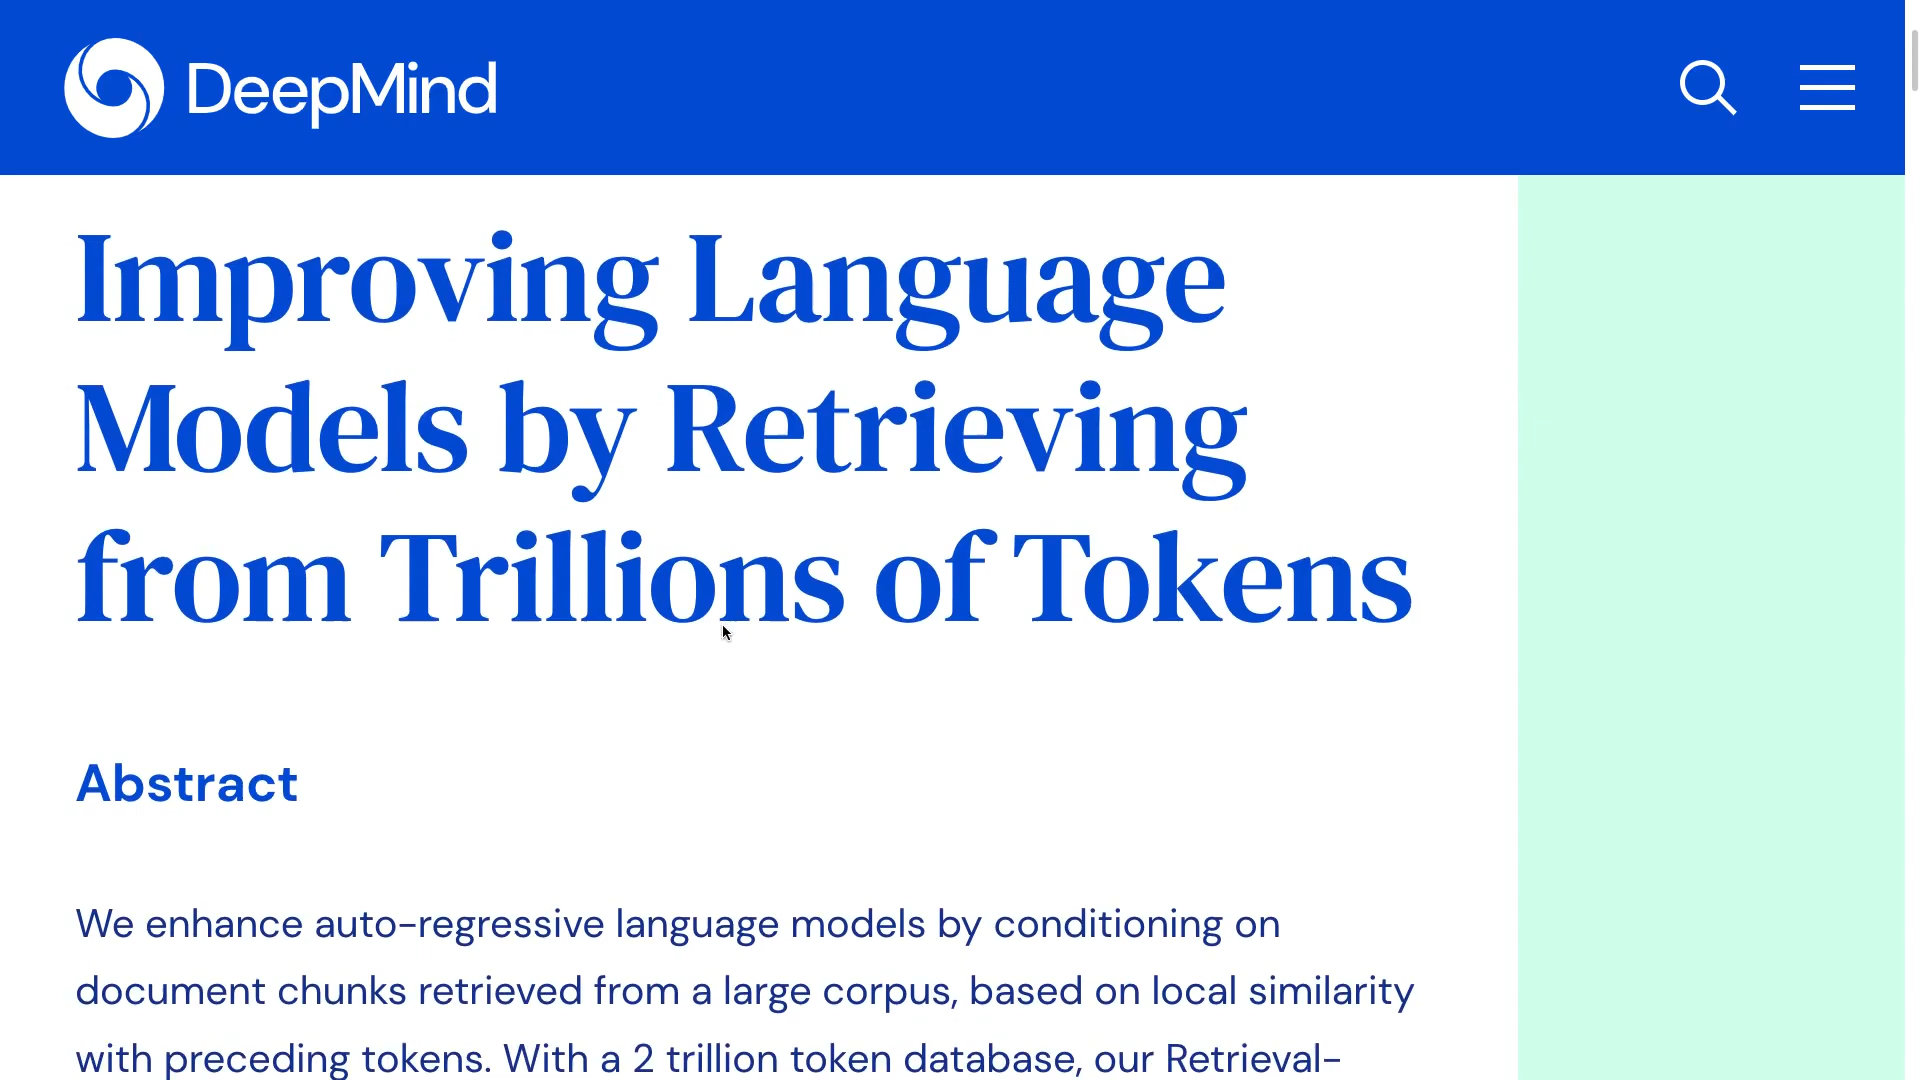 DeepMind
Improving Language
Models by Retrieving
from Trillions of Tokens
Abstract
We enhance auto-regressive language models by conditioning on
document chunks retrieved from a large corpus, based on local similarity
with preceding tokens. With a 2 trillion token database, our Retrieval-